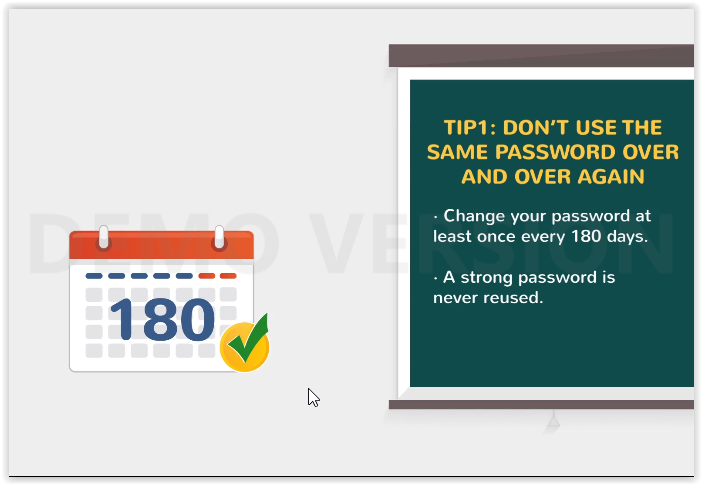 TIP1: DON'T USE THE
SAME PASSWORD OVER
AND OVER AGAIN
· Change your password at
least once every 180 days.
· A strong password is
never reused.
DEMO VERSION
180